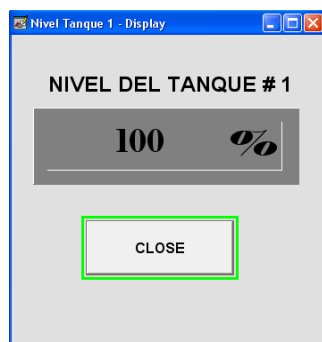 Nivel Tanque 1 - Display
NIVEL DEL TANQUE # 1
100 %
CLOSE